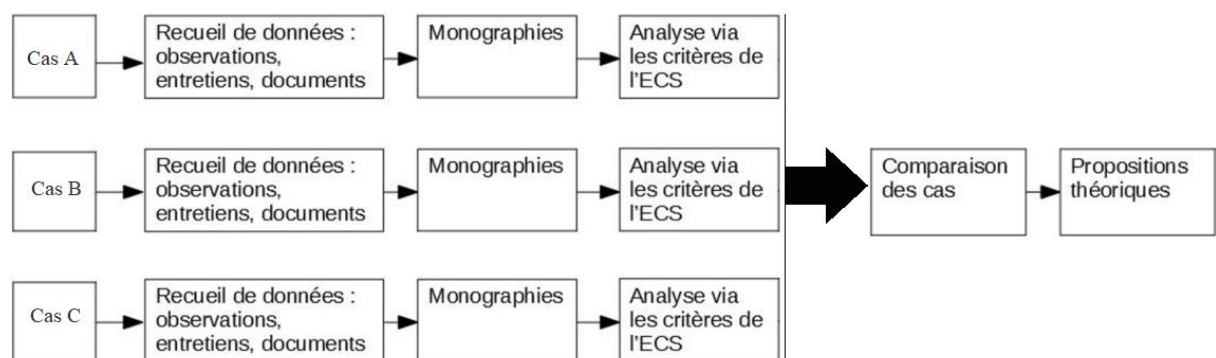 Cas A
Recueil de données :
observations,
entretiens, documents
Monographies
Analyse via
les critères de
l'ECS
Cas B
Recueil de données :
observations,
entretiens, documents
Monographies
Analyse via
les critères de
l'ECS
Cas C
Recueil de données :
observations,
entretiens, documents
Monographies
Analyse via
les critères de
l'ECS
Comparaison
des cas
Propositions
théoriques